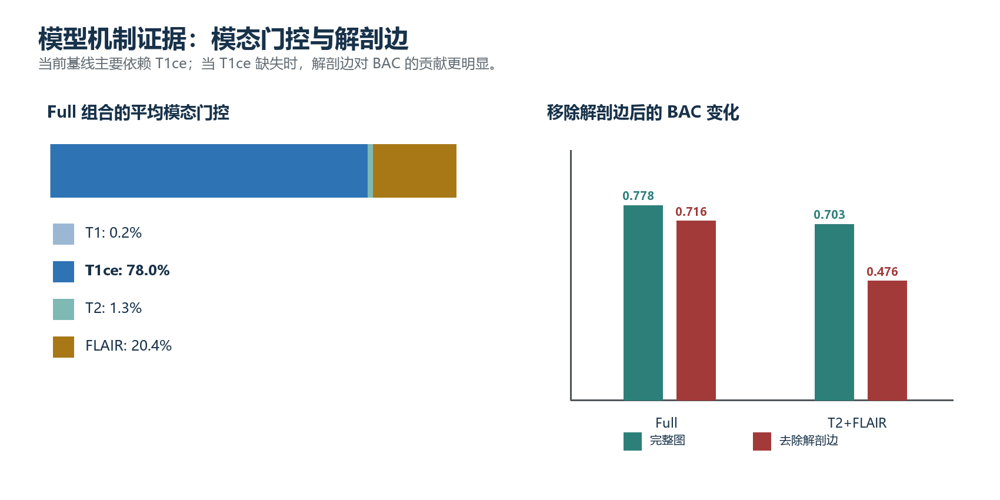 模型机制证据：模态门控与解剖边
当前基线主要依赖 T1ce；当 T1ce 缺失时，解剖边对 BAC 的贡献更明显。
Full 组合的平均模态门控
T1: 0.2%
T1ce: 78.0%
T2: 1.3%
FLAIR: 20.4%
移除解剖边后的 BAC 变化
0.778
0.716
0.703
0.476
Full
T2+FLAIR
完整图
去除解剖边